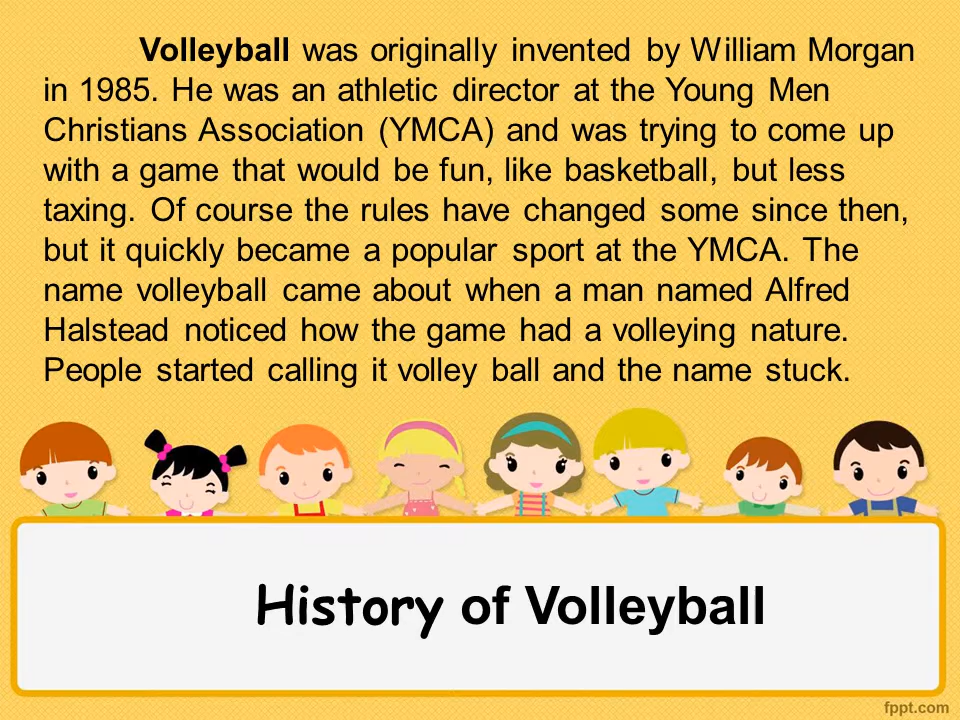 Volleyball was originally invented by William Morgan
in 1985. He was an athletic director at the Young Men
Christians Association (YMCA) and was trying to come up
with a game that would be fun, like basketball, but less
taxing. Of course the rules have changed some since then,
but it quickly became a popular sport at the YMCA. The
name volleyball came about when a man named Alfred
Halstead noticed how the game had a volleying nature.
People started calling it volley ball and the name stuck.
History of Volleyball
fppt.com